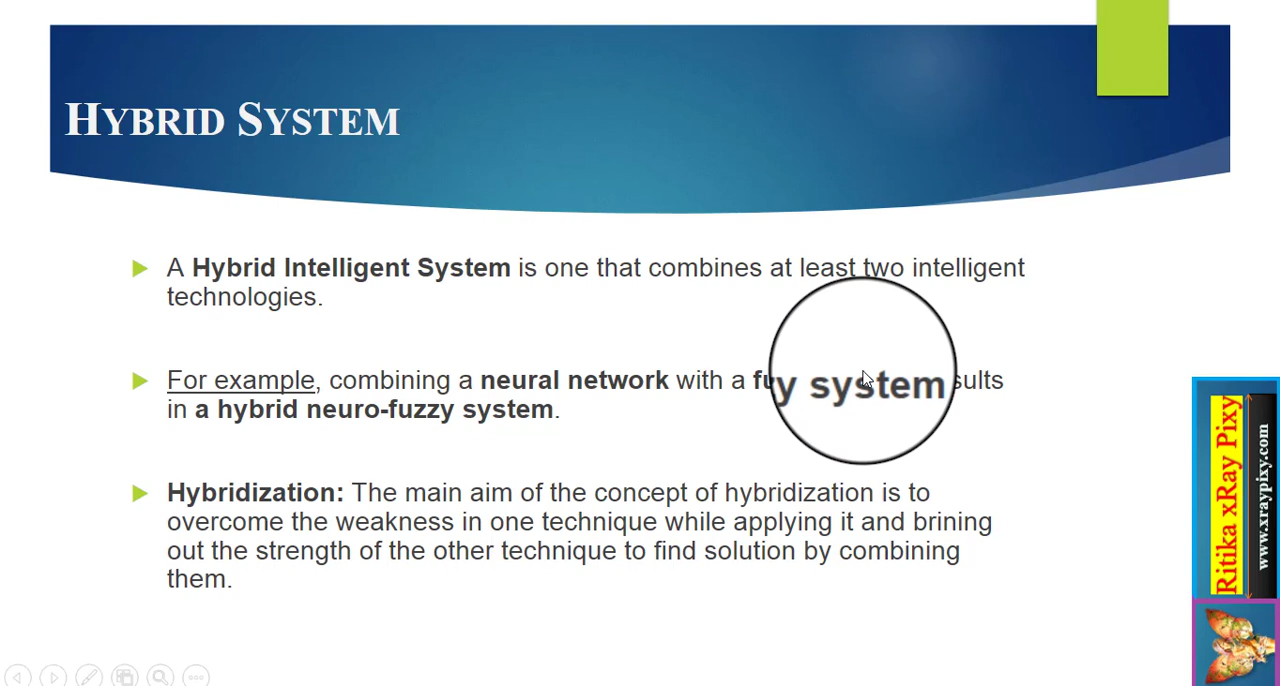 HYBRID SYSTEM
A Hybrid Intelligent System is one that combines at least two intelligent
technologies.
For example, combining a neural network with a fu y system sults
in a hybrid neuro-fuzzy system.
Hybridization: The main aim of the concept of hybridization is to
overcome the weakness in one technique while applying it and brining
out the strength of the other technique to find solution by combining
them.
Ritika xRay Pixy
www.xraypixy.com